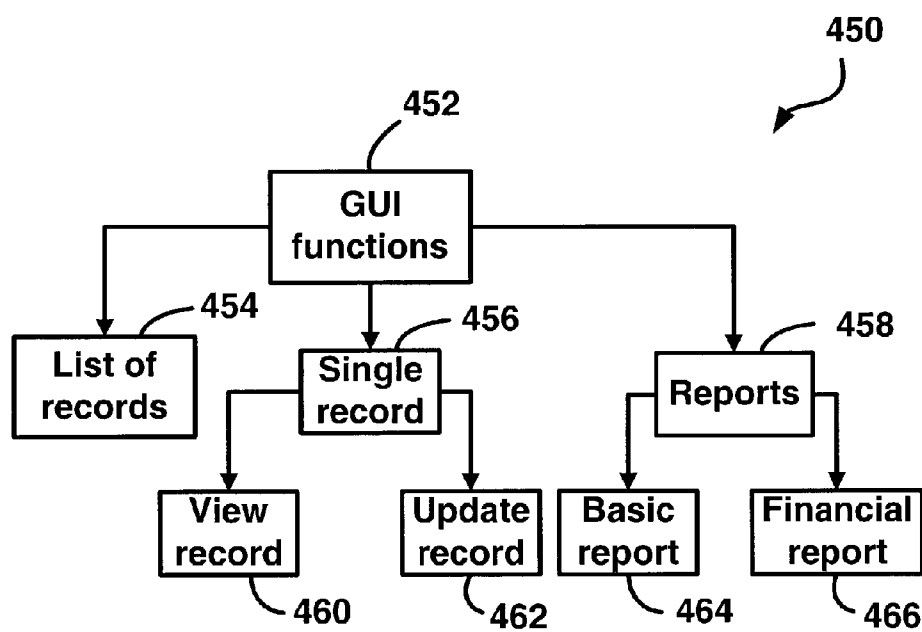 450
452
GUI
functions
454
456
458
List of
records
Single
record
Reports
View
record
Update
record
Basic
report
Financial
report
460
462
464
466